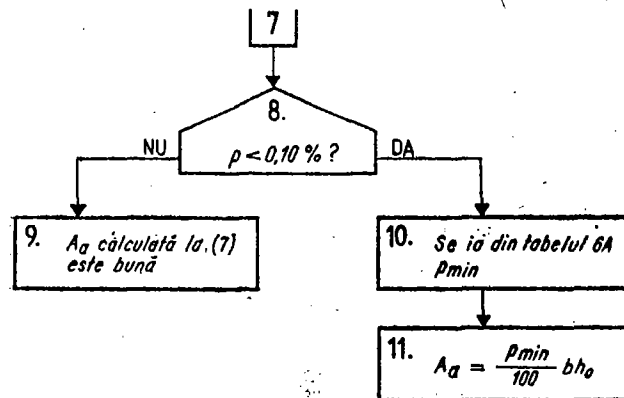 7
8.
p < 0,10 % ?
NU
DA
9. Aa calculată la (7)
este bună
10. Se ia din tabelul 6A
pmin
11. Aa = pmin/100 bho